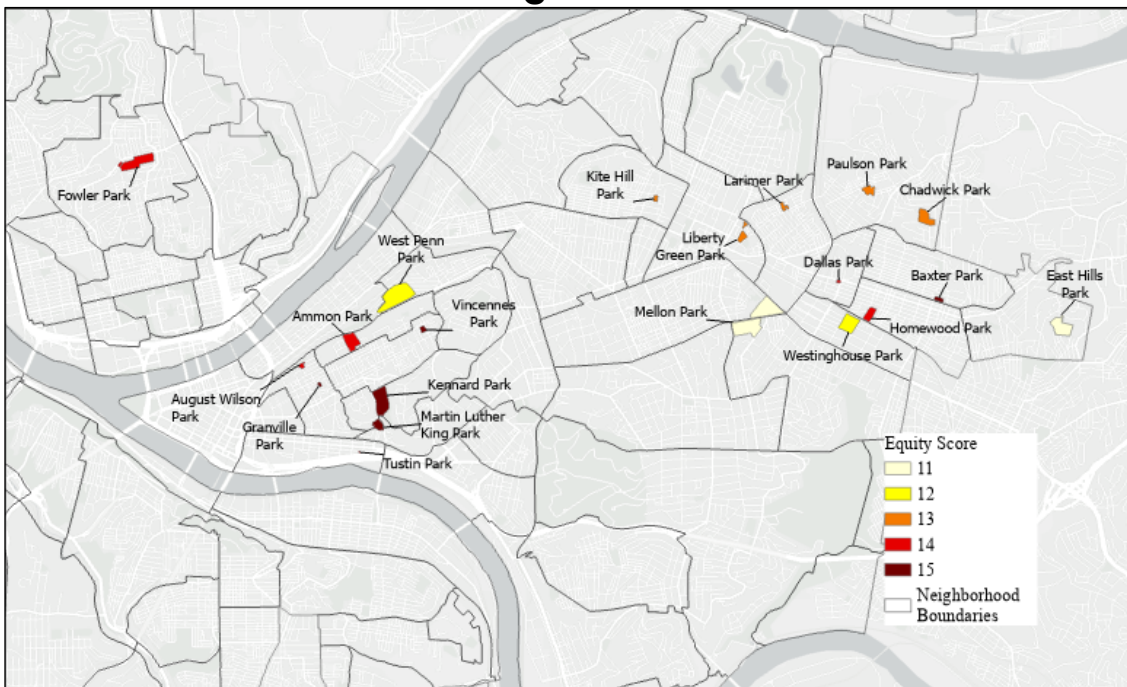 Fowler Park
Kite Hill
Park
Larimer Park
Paulson Park
Chadwick Park
West Penn
Park
Liberty
Green Park
Dallas Park
Baxter Park
East Hills
Park
Vincennes
Park
Ammon Park
Mellon Park
Homewood Park
Westinghouse Park
August Wilson
Park
Kennard Park
Granville
Park
Martin Luther
King Park
Tustin Park
Equity Score
11
12
13
14
15
Neighborhood
Boundaries